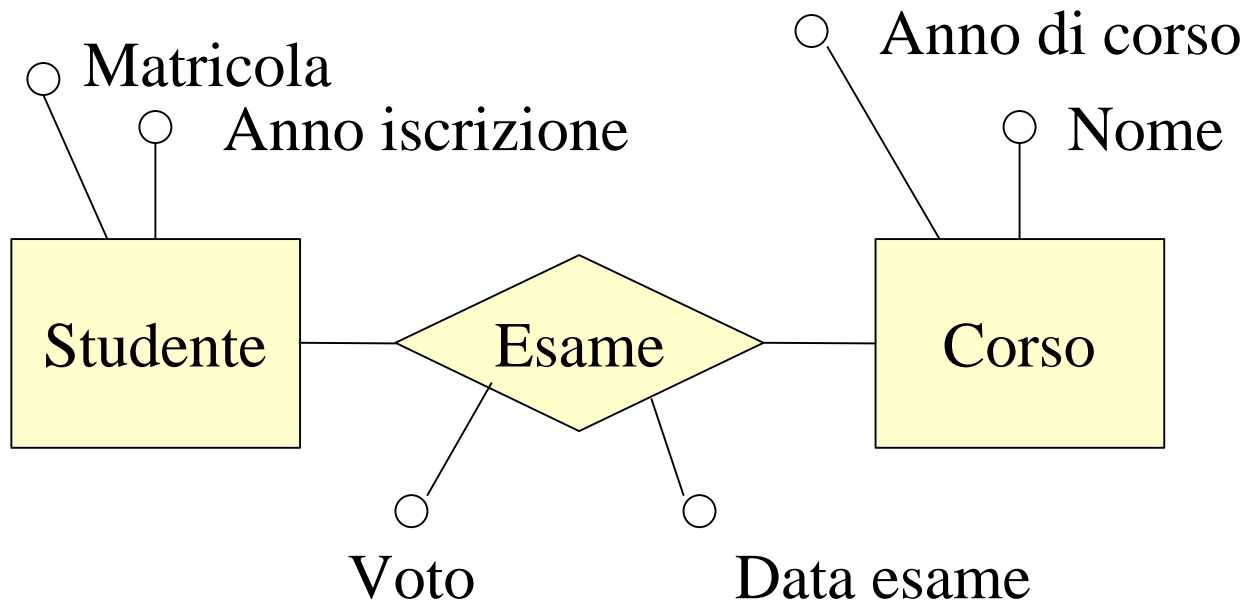 Anno di corso
Matricola
Anno iscrizione
Nome
Studente
Esame
Corso
Voto
Data esame